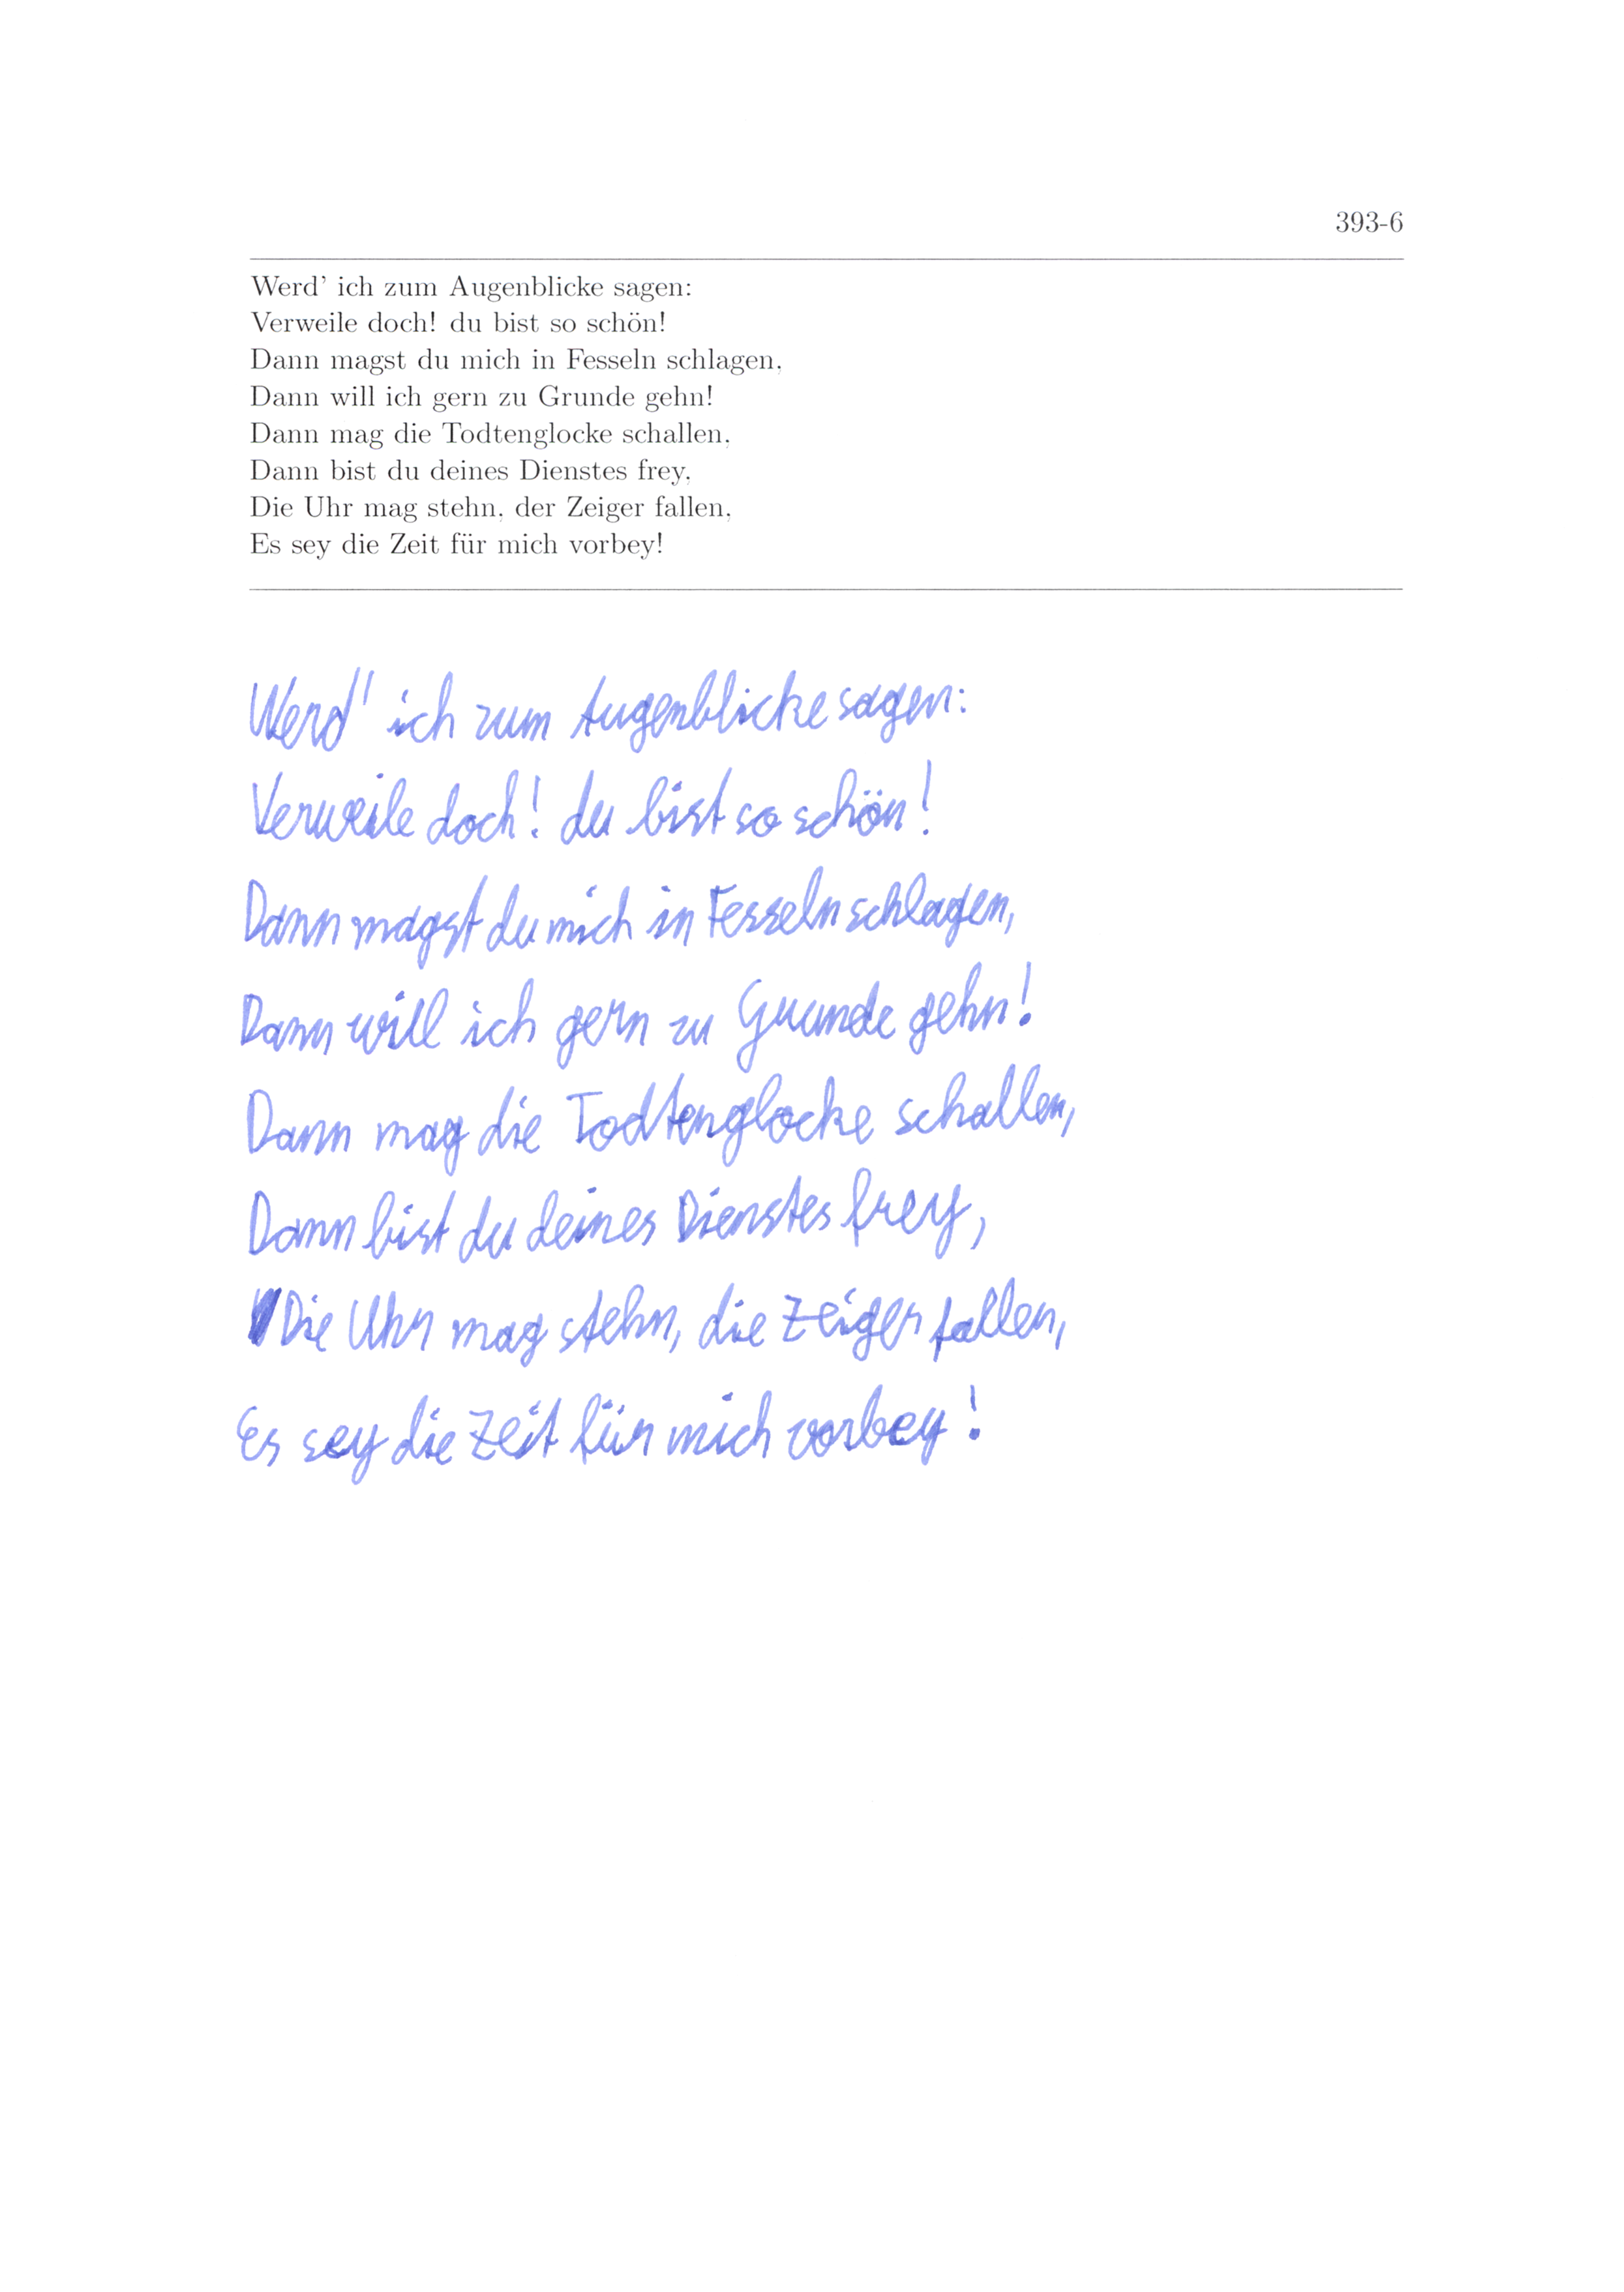 393-6
Werd' ich zum Augenblicke sagen:
Verweile doch! du bist so schön!
Dann magst du mich in Fesseln schlagen,
Dann will ich gern zu Grunde gehn!
Dann mag die Todtenglocke schallen,
Dann bist du deines Dienstes frey,
Die Uhr mag stehn, der Zeiger fallen,
Es sey die Zeit für mich vorbey!
Werd' ich zum Augenblicke sagen:
Verweile doch! du bist so schön!
Dann magst du mich in Fesseln schlagen,
Dann will ich gern zu Grunde gehn!
Dann mag die Todtenglocke schallen,
Dann bist du deines Dienstes frey,
Die Uhr mag stehn, die Zeiger fallen,
Es sey die Zeit für mich vorbey!